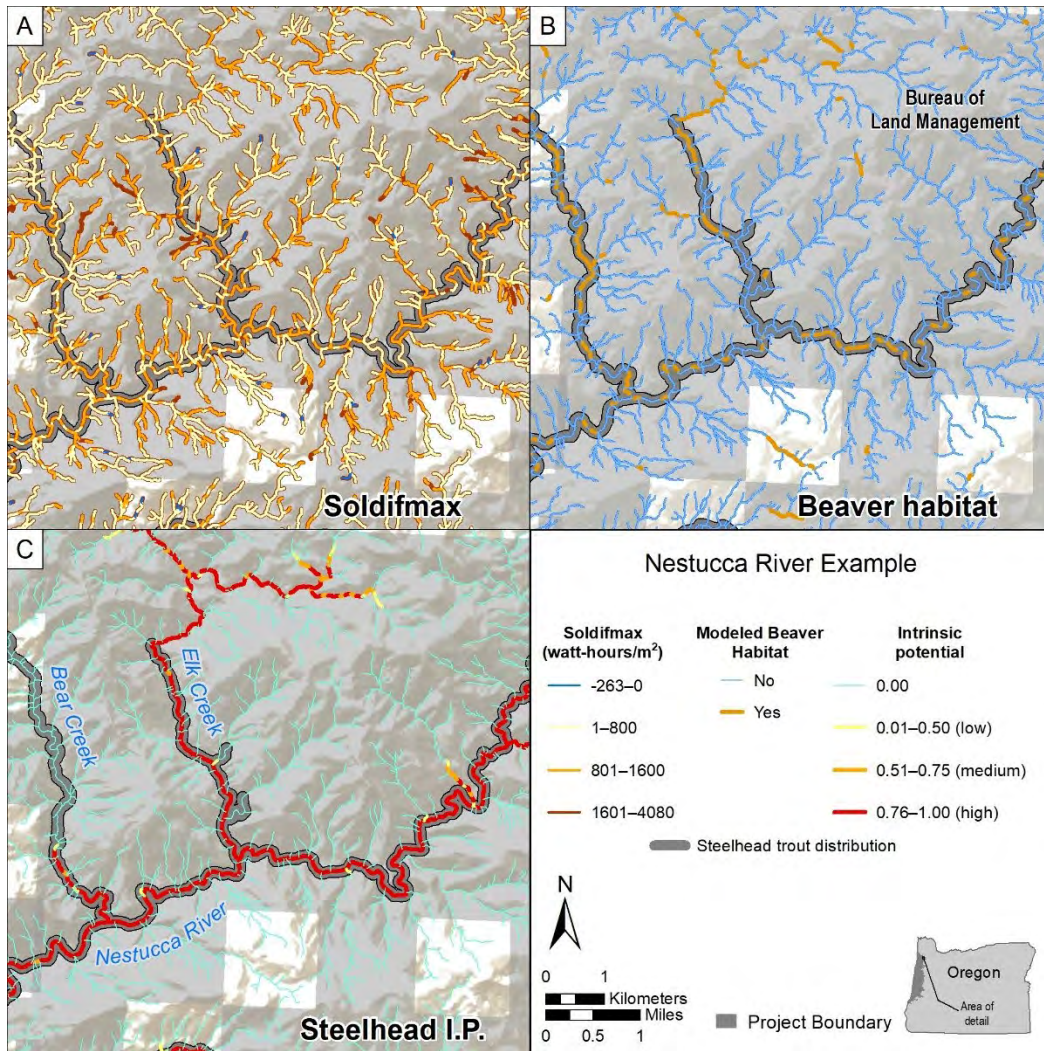 A
Soldifmax
B
Bureau of
Land Management
Beaver habitat
C
Bear Creek
Elk Creek
Nestucca River
Steelhead I.P.
Nestucca River Example
Soldifmax
(watt-hours/m²)
-263–0
1–800
801–1600
1601–4080
Modeled Beaver
Habitat
No
Yes
Intrinsic
potential
0.00
0.01–0.50 (low)
0.51–0.75 (medium)
0.76–1.00 (high)
Steelhead trout distribution
N
0 1
Kilometers
Miles
0 0.5 1
Project Boundary
Oregon
Area of
detail